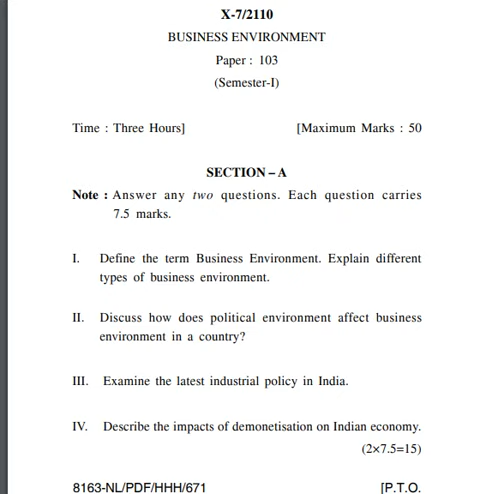 X-7/2110
BUSINESS ENVIRONMENT
Paper : 103
(Semester-I)
Time : Three Hours] [Maximum Marks : 50
SECTION – A
Note : Answer any two questions. Each question carries
7.5 marks.
I. Define the term Business Environment. Explain different
types of business environment.
II. Discuss how does political environment affect business
environment in a country?
III. Examine the latest industrial policy in India.
IV. Describe the impacts of demonetisation on Indian economy.
(2×7.5=15)
8163-NL/PDF/HHH/671 [P.T.O.